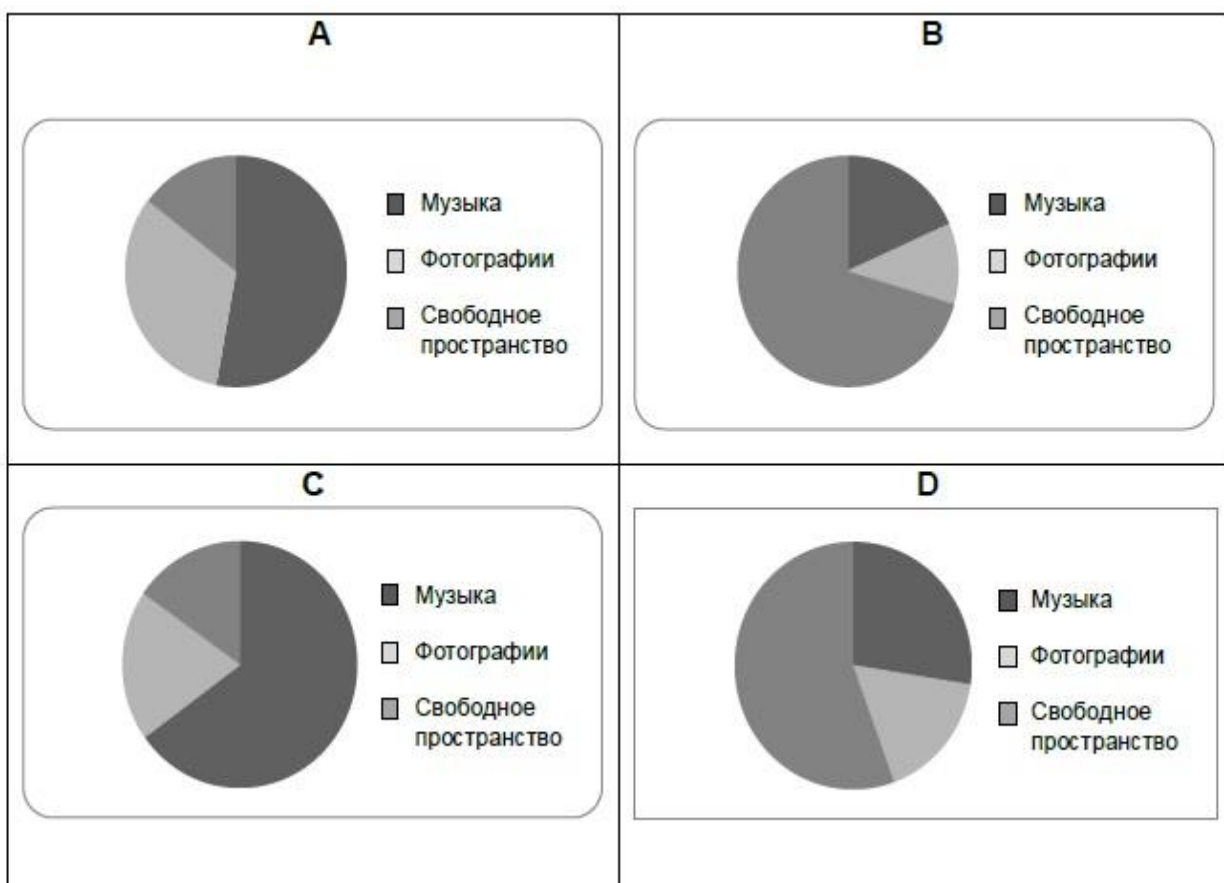 A
Музыка
Фотографии
Свободное
пространство
B
Музыка
Фотографии
Свободное
пространство
C
Музыка
Фотографии
Свободное
пространство
D
Музыка
Фотографии
Свободное
пространство